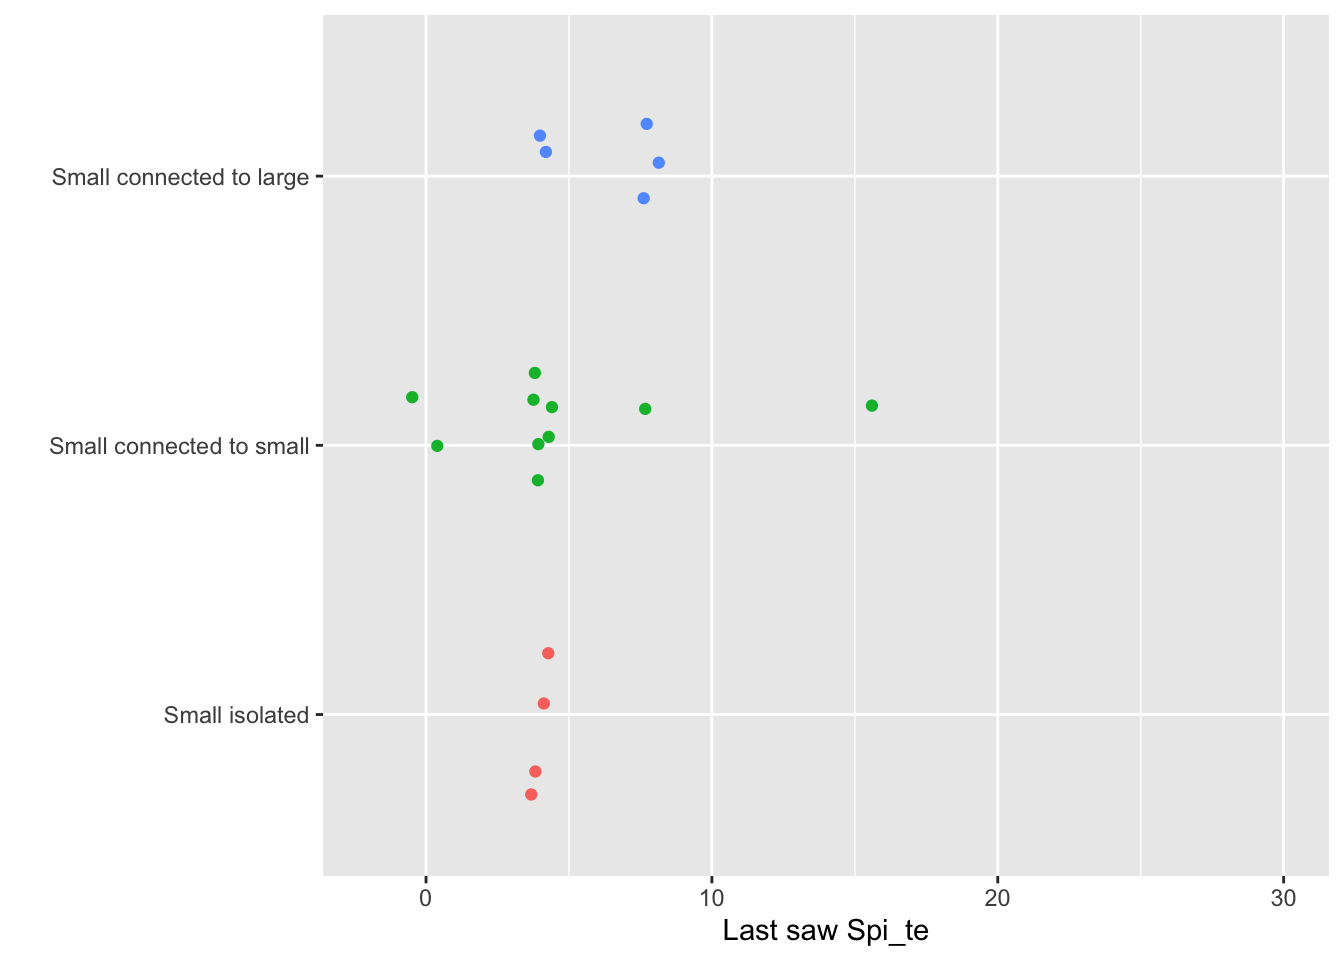 Small connected to large
Small connected to small
Small isolated
0 10 20 30
Last saw Spi_te